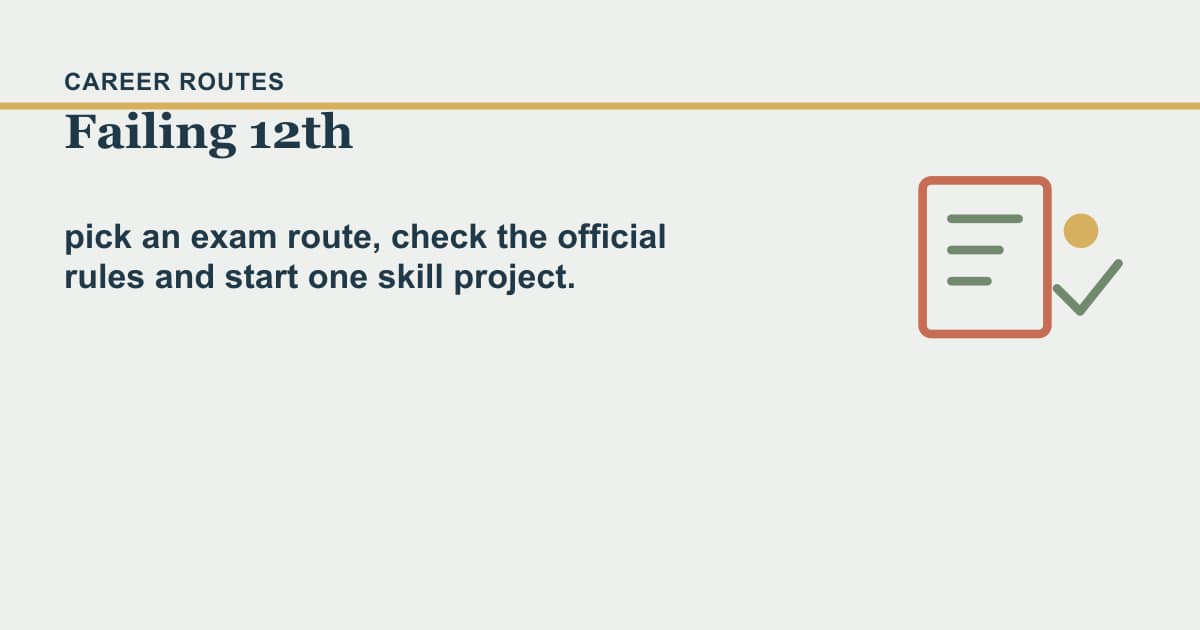 CAREER ROUTES
Failing 12th
pick an exam route, check the official
rules and start one skill project.